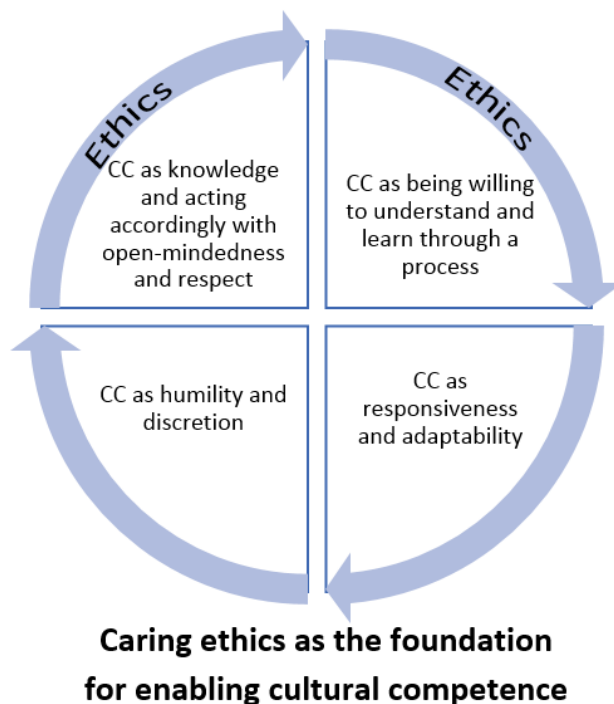 Ethics
Ethics
CC as knowledge
and acting
accordingly with
open-mindedness
and respect
CC as being willing
to understand and
learn through a
process
CC as humility and
discretion
CC as
responsiveness
and adaptability
Caring ethics as the foundation
for enabling cultural competence